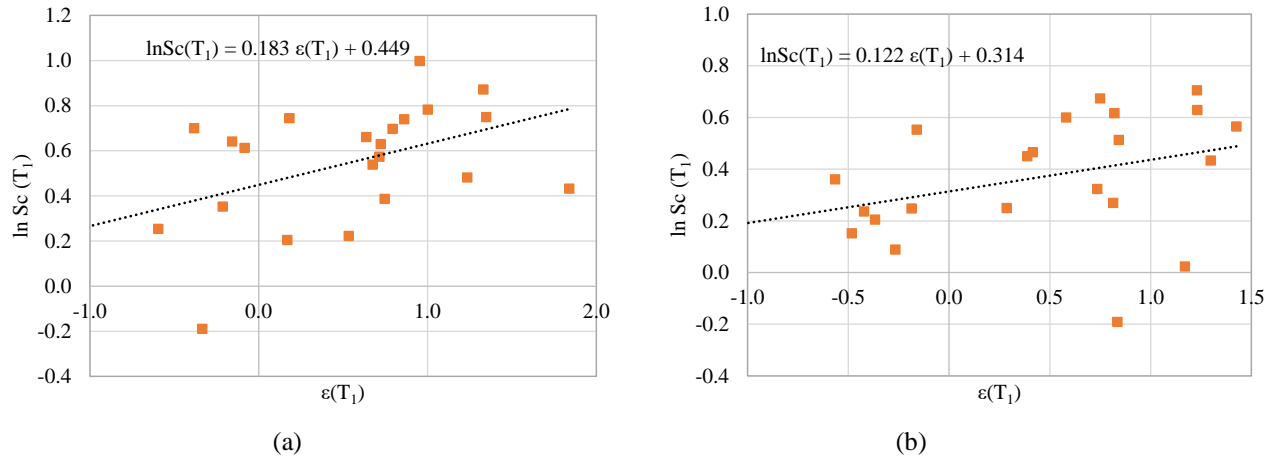 lnSc(T₁) = 0.183 ε(T₁) + 0.449
ln Sc (T₁)
1.2
1.0
0.8
0.6
0.4
0.2
0.0
-0.2
-0.4
-1.0 0.0 1.0 2.0
ε(T₁)
(a)
lnSc(T₁) = 0.122 ε(T₁) + 0.314
ln Sc (T₁)
1.0
0.8
0.6
0.4
0.2
0.0
-0.2
-0.4
-1.0 -0.5 0.0 0.5 1.0 1.5
ε(T₁)
(b)